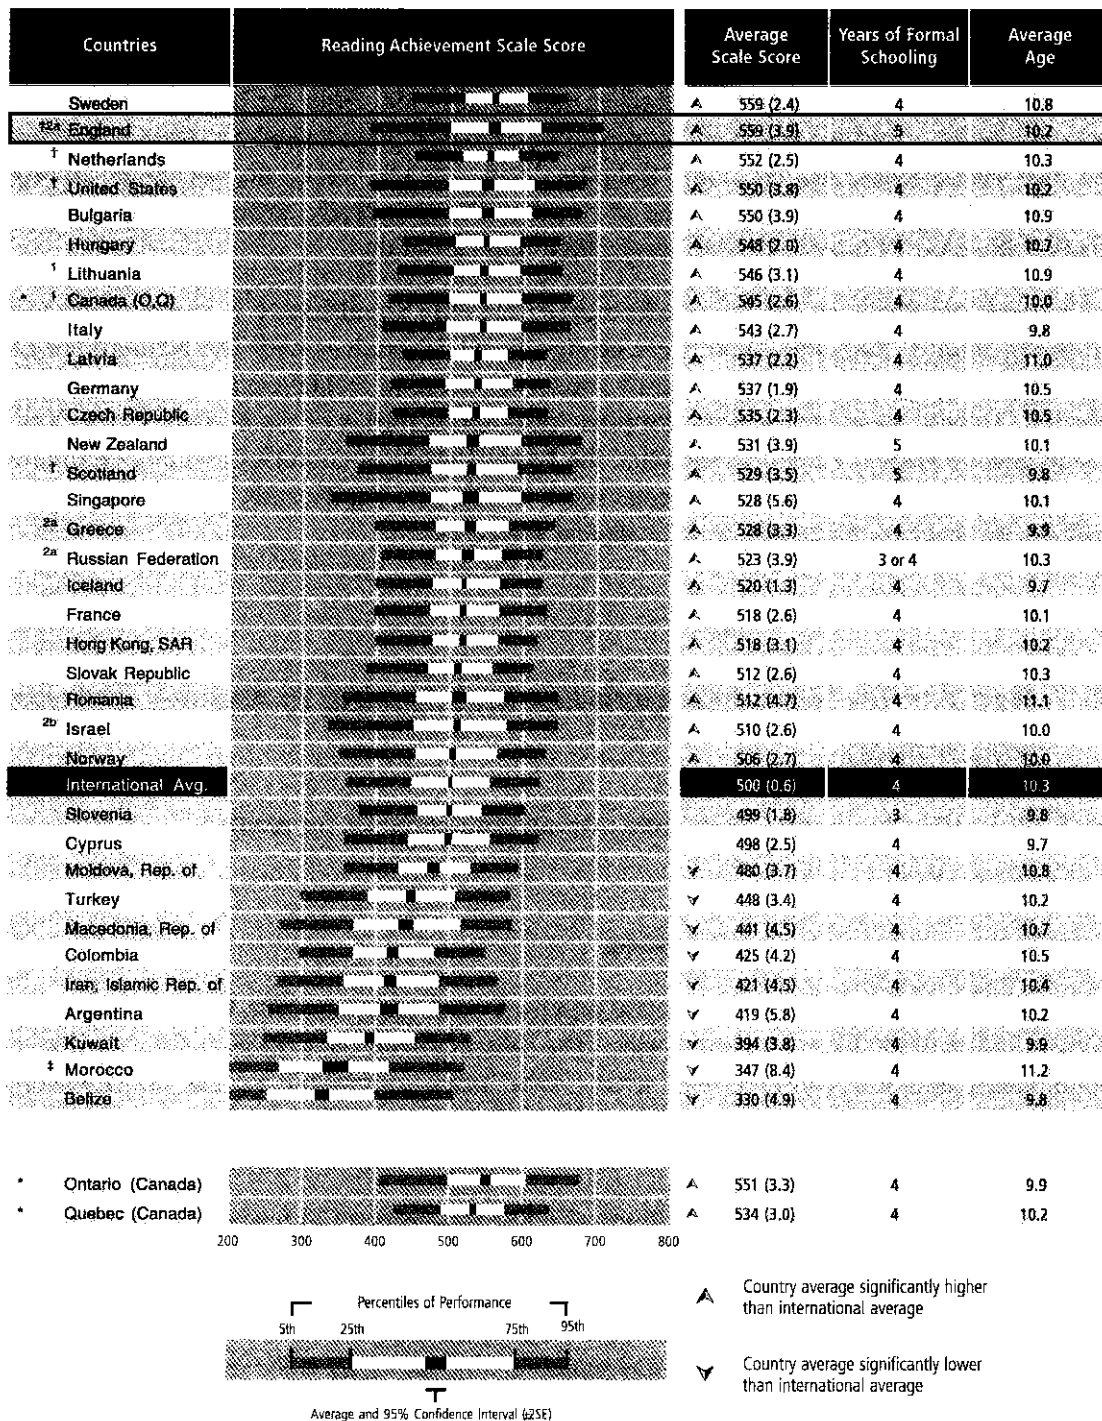 Countries Reading Achievement Scale Score Average Scale Score Years of Formal Schooling Average Age
Sweden 559 (2.4) 4 10.8
†2a England 559 (3.9) 5 10.2
† Netherlands 552 (2.5) 4 10.3
† United States 550 (3.8) 4 10.2
Bulgaria 550 (3.9) 4 10.9
Hungary 548 (2.0) 4 10.7
1 Lithuania 546 (3.1) 4 10.9
* 1 Canada (O,Q) 545 (2.6) 4 10.0
Italy 543 (2.7) 4 9.8
Latvia 537 (2.2) 4 11.0
Germany 537 (1.9) 4 10.5
Czech Republic 535 (2.3) 4 10.5
New Zealand 531 (3.9) 5 10.1
† Scotland 529 (3.5) 5 9.8
Singapore 528 (5.6) 4 10.1
2a Greece 528 (3.3) 4 9.9
2a Russian Federation 523 (3.9) 3 or 4 10.3
Iceland 520 (1.3) 4 9.7
France 518 (2.6) 4 10.1
Hong Kong, SAR 518 (3.1) 4 10.2
Slovak Republic 512 (2.6) 4 10.3
Romania 512 (4.7) 4 11.1
2b Israel 510 (2.6) 4 10.0
Norway 506 (2.7) 4 10.0
International Avg. 500 (0.6) 4 10.3
Slovenia 499 (1.8) 3 9.8
Cyprus 498 (2.5) 4 9.7
Moldova, Rep. of 480 (3.7) 4 10.8
Turkey 448 (3.4) 4 10.2
Macedonia, Rep. of 441 (4.5) 4 10.7
Colombia 425 (4.2) 4 10.5
Iran, Islamic Rep. of 421 (4.5) 4 10.4
Argentina 419 (5.8) 4 10.2
Kuwait 394 (3.8) 4 9.9
‡ Morocco 347 (8.4) 4 11.2
Belize 330 (4.9) 4 9.8
* Ontario (Canada) 551 (3.3) 4 9.9
* Quebec (Canada) 534 (3.0) 4 10.2
200 300 400 500 600 700 800
Percentiles of Performance
5th 25th 75th 95th
Average and 95% Confidence Interval (±2SE)
Country average significantly higher
than international average
Country average significantly lower
than international average